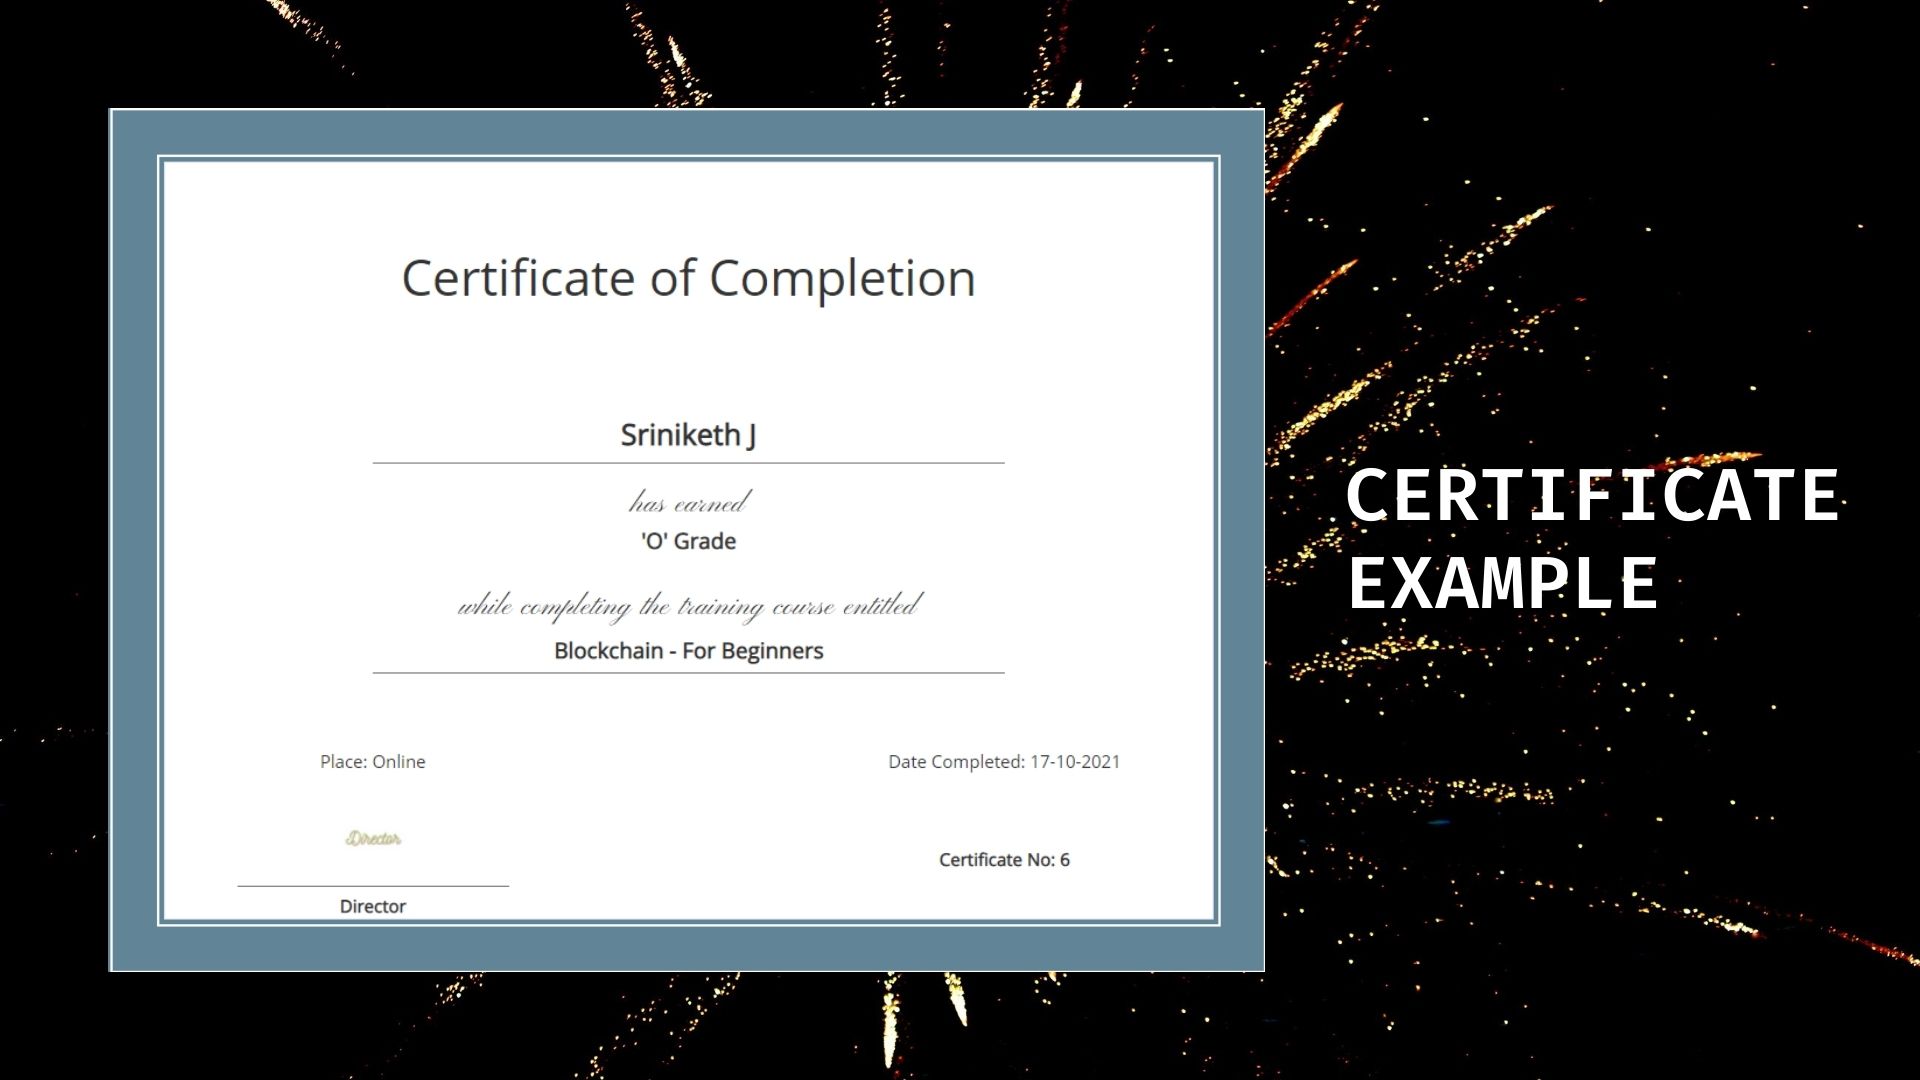 Certificate of Completion
Sriniketh J
has earned
'O' Grade
while completing the training course entitled
Blockchain - For Beginners
Place: Online
Date Completed: 17-10-2021
Director
Certificate No: 6
Director
CERTIFICATE
EXAMPLE